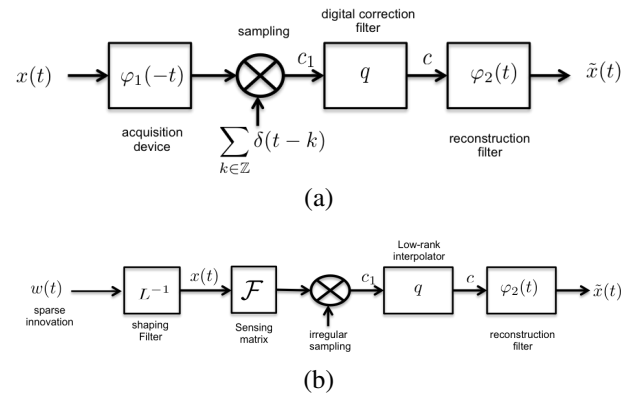 digital correction
filter
sampling
x(t)
φ₁(−t)
c₁
q
c
φ₂(t)
x̃(t)
acquisition
device
∑ δ(t − k)
k∈ℤ
reconstruction
filter
(a)
Low-rank
interpolator
w(t)
L⁻¹
x(t)
ℱ
c₁
q
c
φ₂(t)
x̃(t)
sparse
innovation
shaping
Filter
Sensing
matrix
irregular
sampling
reconstruction
filter
(b)